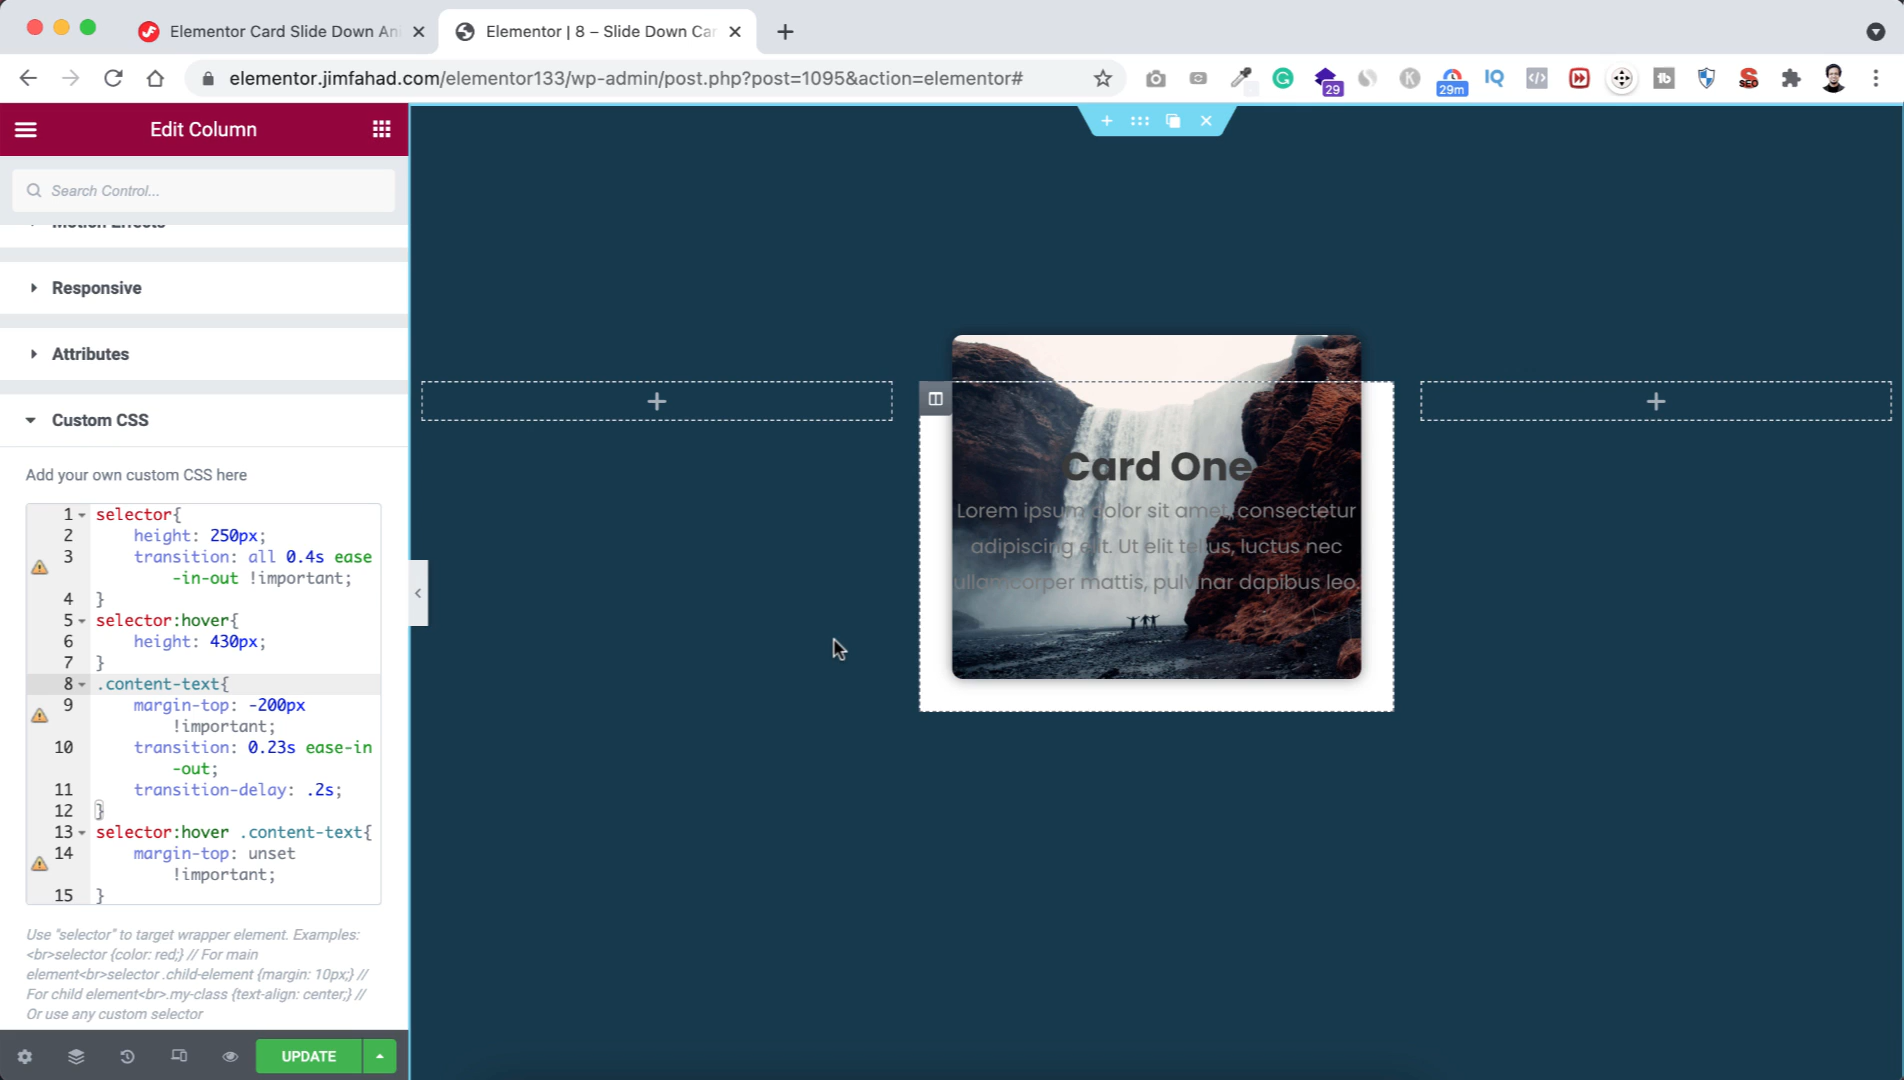 Elementor Card Slide Down An
Elementor | 8 – Slide Down Car
elementor.jimfahad.com/elementor133/wp-admin/post.php?post=1095&action=elementor#
29
29m
IQ
K
tb
SEO
Edit Column
Search Control...
Motion Effects
Responsive
Attributes
Custom CSS
Add your own custom CSS here
1 selector{
2 height: 250px;
3 transition: all 0.4s ease
-in-out !important;
4 }
5 selector:hover{
6 height: 430px;
7 }
8 .content-text{
9 margin-top: -200px
!important;
10 transition: 0.23s ease-in
-out;
11 transition-delay: .2s;
12 }
13 selector:hover .content-text{
14 margin-top: unset
!important;
15 }
Use "selector" to target wrapper element. Examples:
<br>selector {color: red;} // For main
element<br>selector .child-element {margin: 10px;} //
For child element<br>.my-class {text-align: center;} //
Or use any custom selector
UPDATE
Card One
Lorem ipsum dolor sit amet, consectetur
adipiscing elit. Ut elit tellus, luctus nec
ullamcorper mattis, pulvinar dapibus leo.